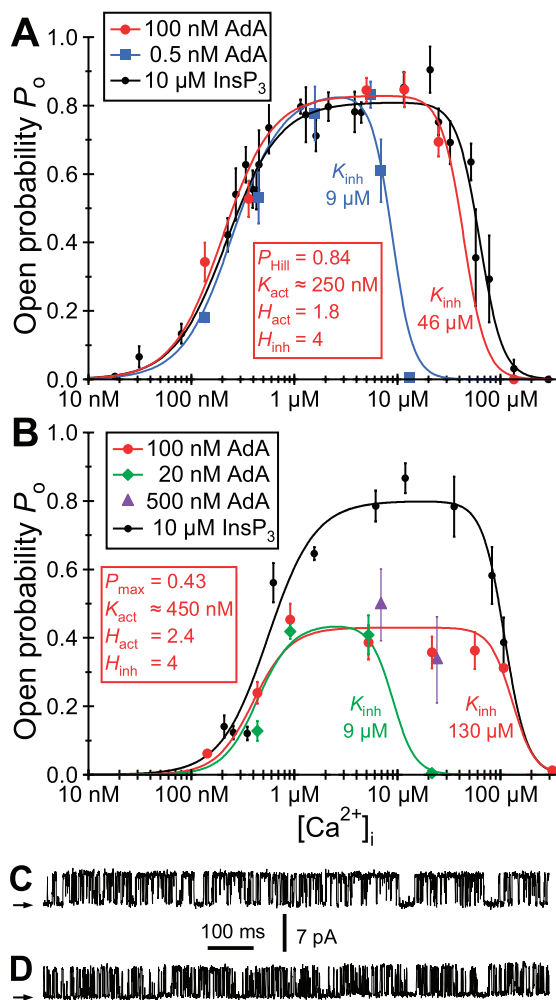 A
Open probability Po
1.0
0.8
0.6
0.4
0.2
0.0
100 nM AdA
0.5 nM AdA
10 µM InsP3
Kinh
9 µM
PHill = 0.84
Kact ≈ 250 nM
Hact = 1.8
Hinh = 4
Kinh
46 µM
10 nM 100 nM 1 µM 10 µM 100 µM
B
Open probability Po
1.0
0.8
0.6
0.4
0.2
0.0
100 nM AdA
20 nM AdA
500 nM AdA
10 µM InsP3
Pmax = 0.43
Kact ≈ 450 nM
Hact = 2.4
Hinh = 4
Kinh
9 µM
Kinh
130 µM
10 nM 100 nM 1 µM 10 µM 100 µM
[Ca2+]i
C
100 ms
7 pA
D